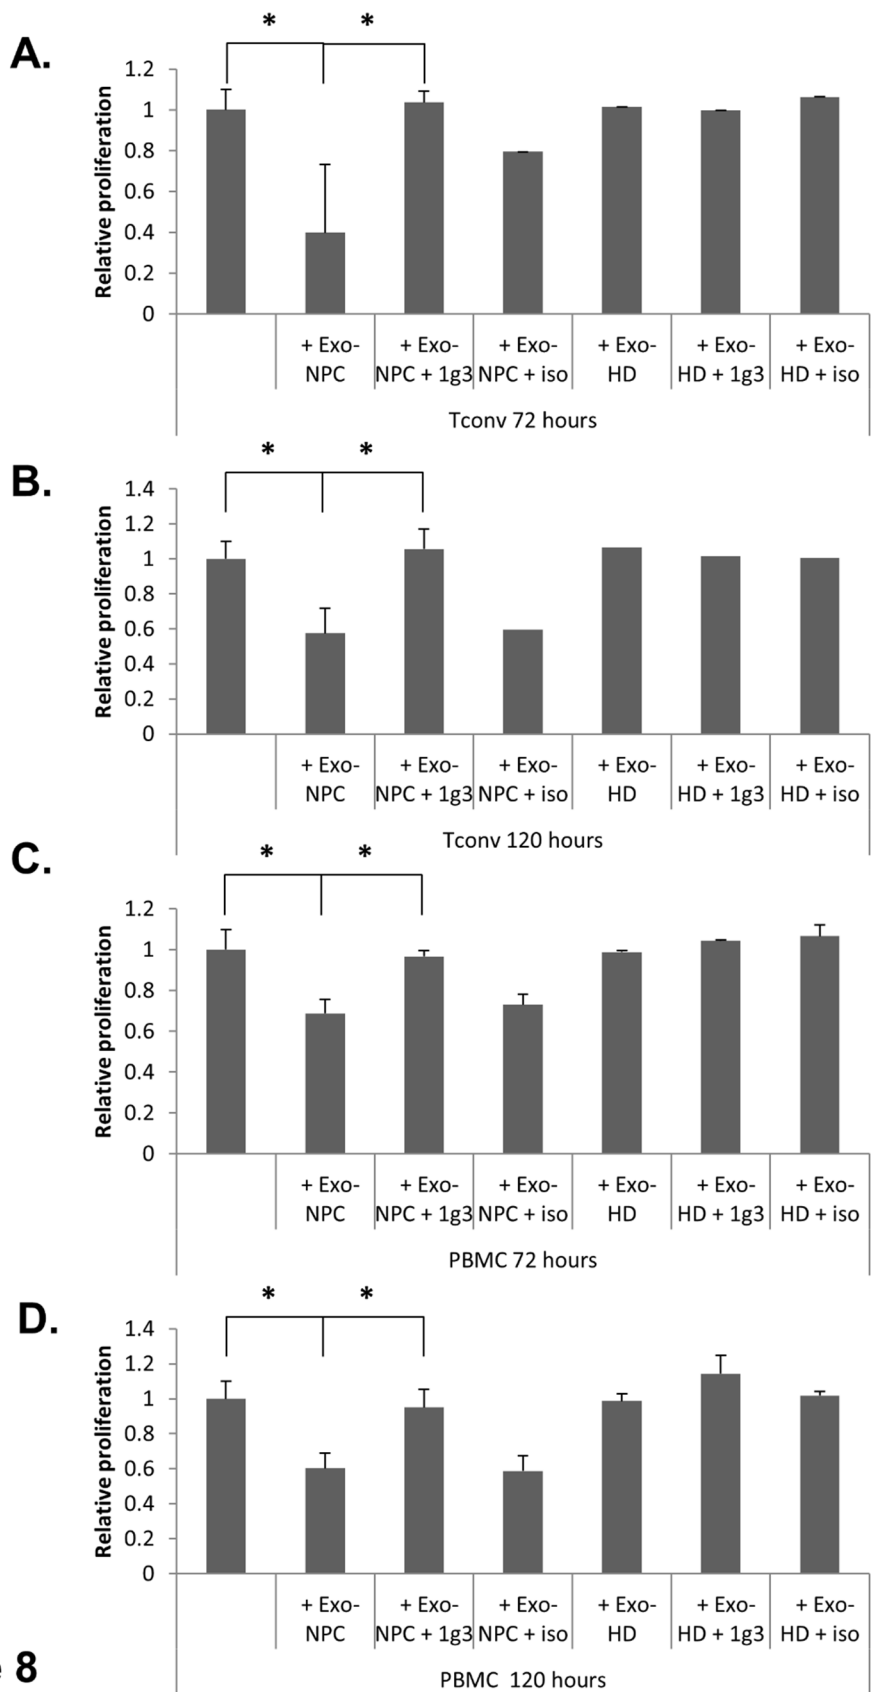 A.
* *
Relative proliferation
1.2
1
0.8
0.6
0.4
0.2
0
+ Exo- + Exo- + Exo- + Exo- + Exo- + Exo-
NPC NPC + 1g3 NPC + iso HD HD + 1g3 HD + iso
Tconv 72 hours
B.
* *
Relative proliferation
1.4
1.2
1
0.8
0.6
0.4
0.2
0
+ Exo- + Exo- + Exo- + Exo- + Exo- + Exo-
NPC NPC + 1g3 NPC + iso HD HD + 1g3 HD + iso
Tconv 120 hours
C.
* *
Relative proliferation
1.2
1
0.8
0.6
0.4
0.2
0
+ Exo- + Exo- + Exo- + Exo- + Exo- + Exo-
NPC NPC + 1g3 NPC + iso HD HD + 1g3 HD + iso
PBMC 72 hours
D.
* *
Relative proliferation
1.4
1.2
1
0.8
0.6
0.4
0.2
0
+ Exo- + Exo- + Exo- + Exo- + Exo- + Exo-
NPC NPC + 1g3 NPC + iso HD HD + 1g3 HD + iso
PBMC 120 hours
8